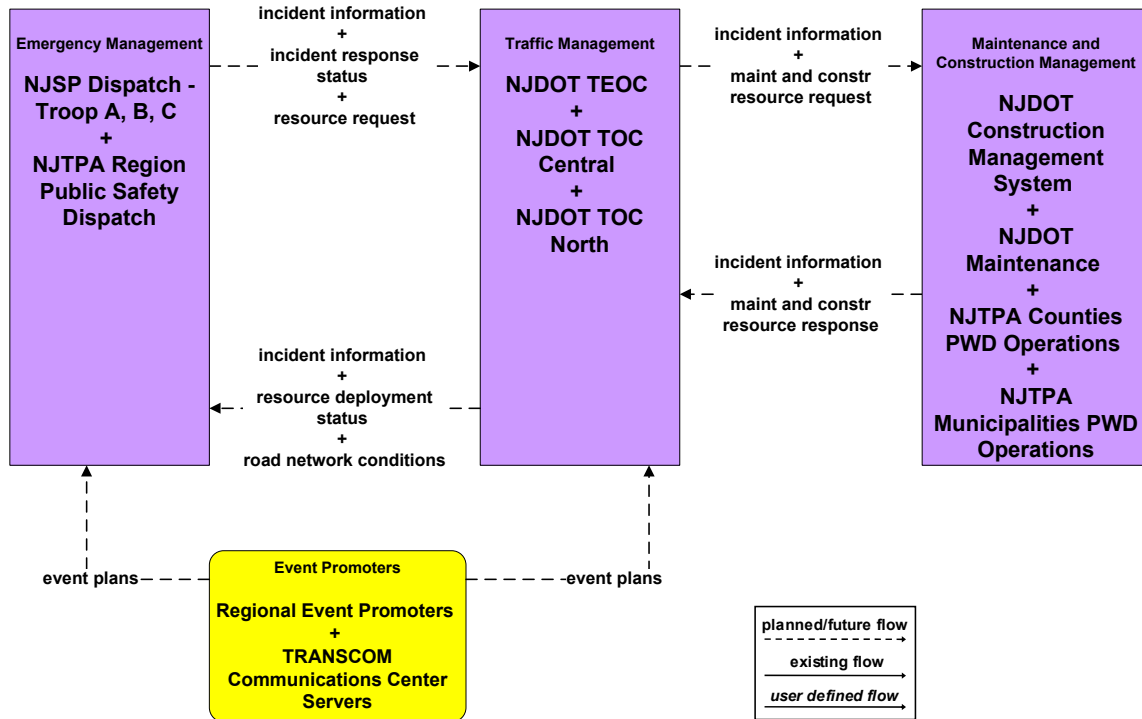 Emergency Management
NJSP Dispatch -
Troop A, B, C
+
NJTPA Region
Public Safety
Dispatch
incident information
+
incident response
status
+
resource request
Traffic Management
NJDOT TEOC
+
NJDOT TOC
Central
+
NJDOT TOC
North
incident information
+
maint and constr
resource request
Maintenance and
Construction Management
NJDOT
Construction
Management
System
+
NJDOT
Maintenance
+
NJTPA Counties
PWD Operations
+
NJTPA
Municipalities PWD
Operations
incident information
+
maint and constr
resource response
incident information
+
resource deployment
status
+
road network conditions
event plans
Event Promoters
Regional Event Promoters
+
TRANSCOM
Communications Center
Servers
event plans
planned/future flow
existing flow
user defined flow